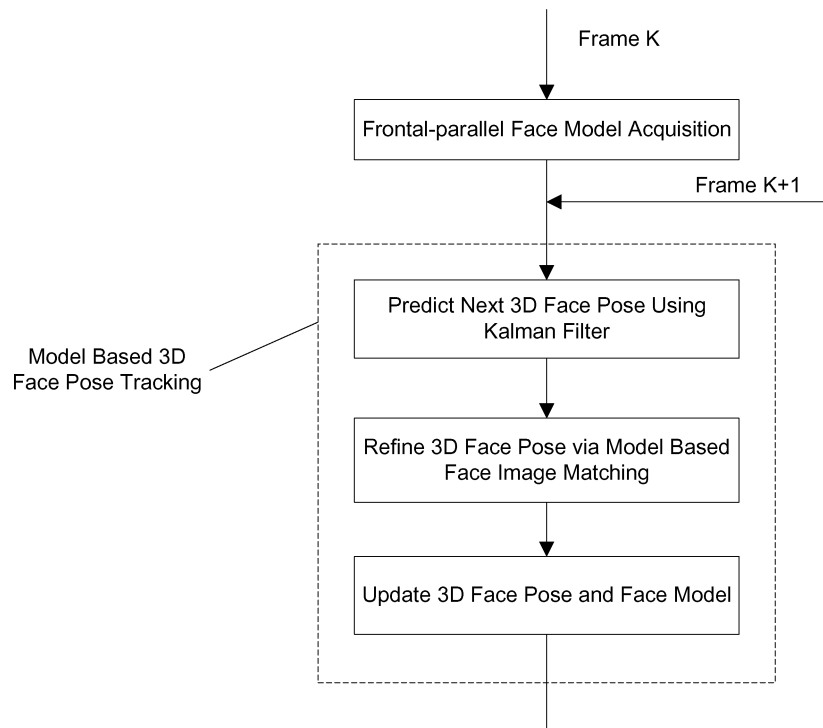 Frame K
Frontal-parallel Face Model Acquisition
Frame K+1
Predict Next 3D Face Pose Using
Kalman Filter
Model Based 3D
Face Pose Tracking
Refine 3D Face Pose via Model Based
Face Image Matching
Update 3D Face Pose and Face Model